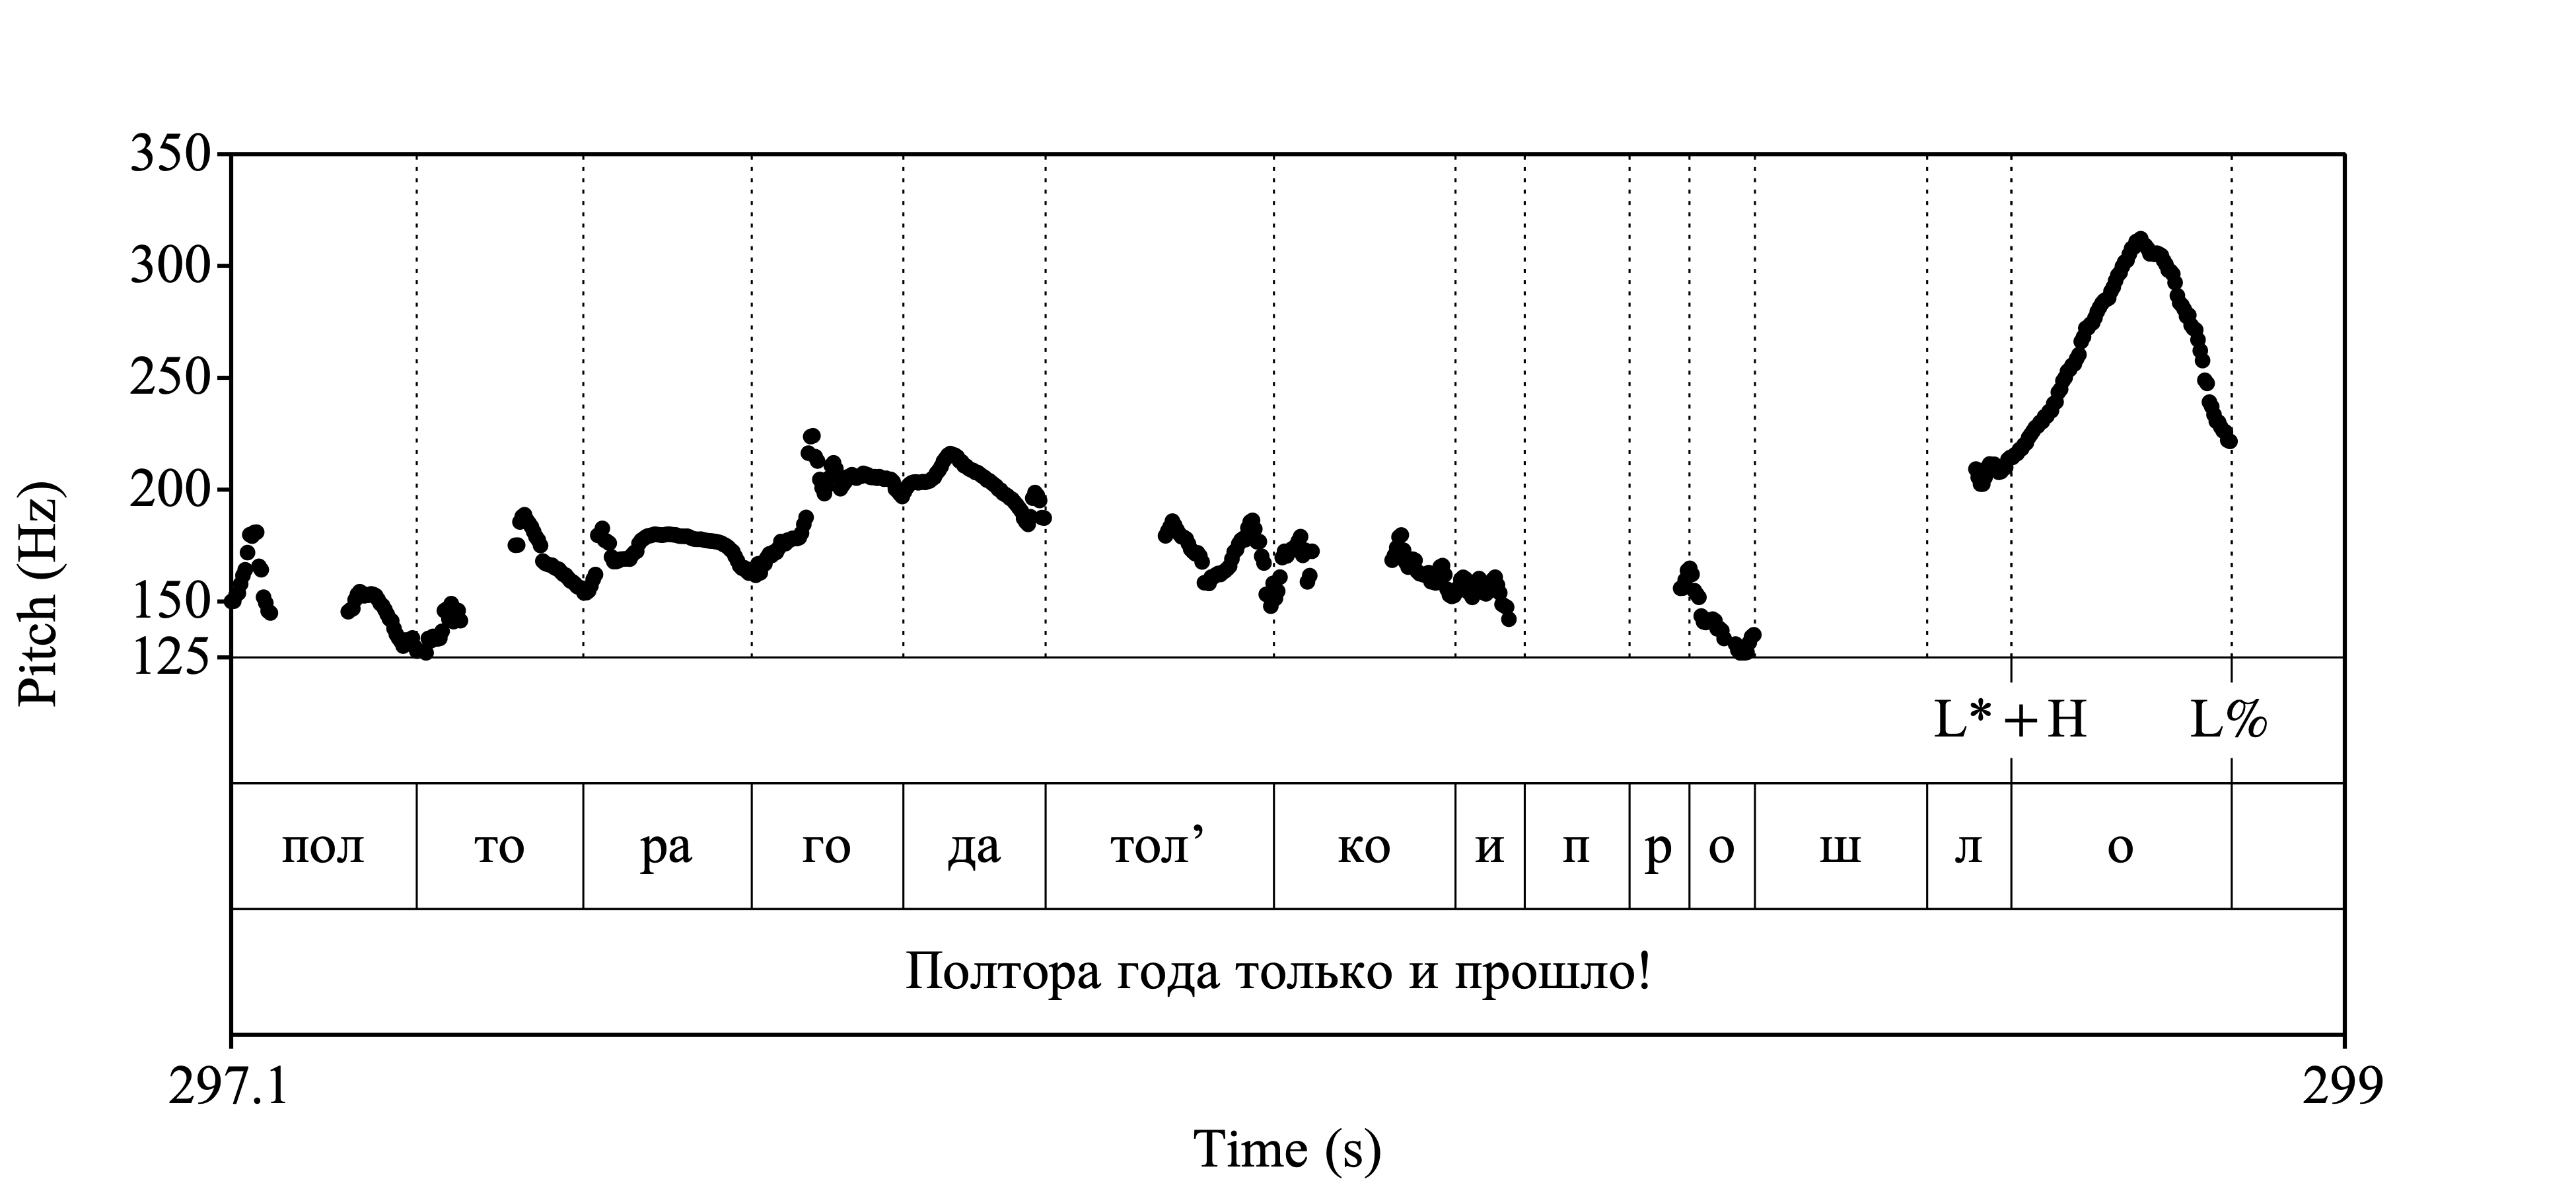 350
300
250
200
150
125
Pitch (Hz)
L* + H L%
пол то ра го да тол’ ко и п р о ш л о
Полтора года только и прошло!
297.1 299
Time (s)